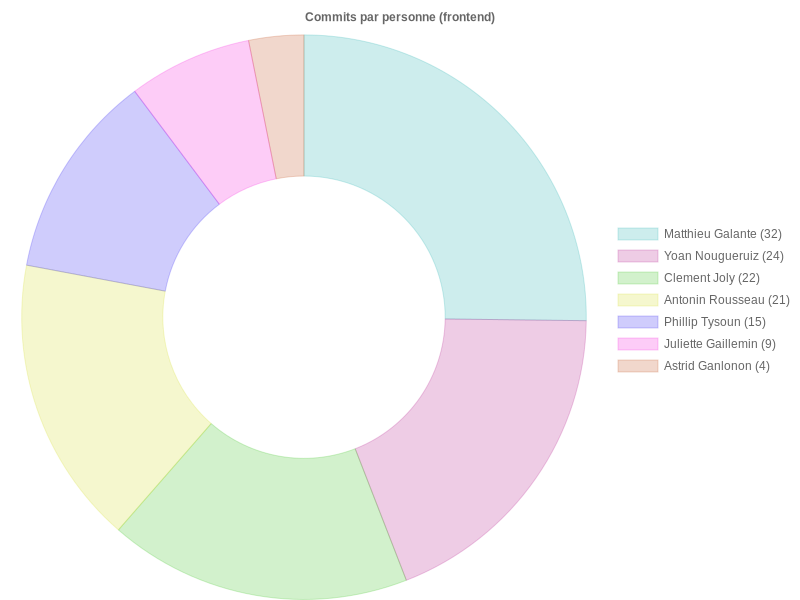 Commits par personne (frontend)
Matthieu Galante (32)
Yoan Nougueruiz (24)
Clement Joly (22)
Antonin Rousseau (21)
Phillip Tysoun (15)
Juliette Gaillemin (9)
Astrid Ganlonon (4)